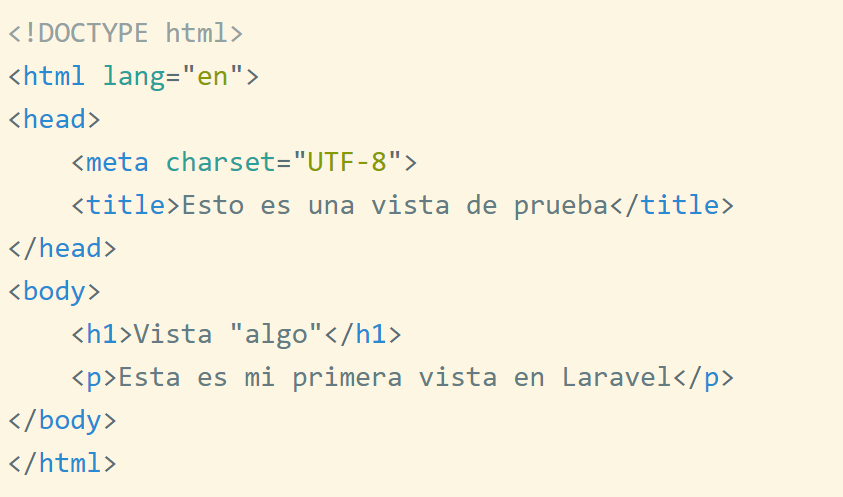 <!DOCTYPE html>
<html lang="en">
<head>
    <meta charset="UTF-8">
    <title>Esto es una vista de prueba</title>
</head>
<body>
    <h1>Vista "algo"</h1>
    <p>Esta es mi primera vista en Laravel</p>
</body>
</html>